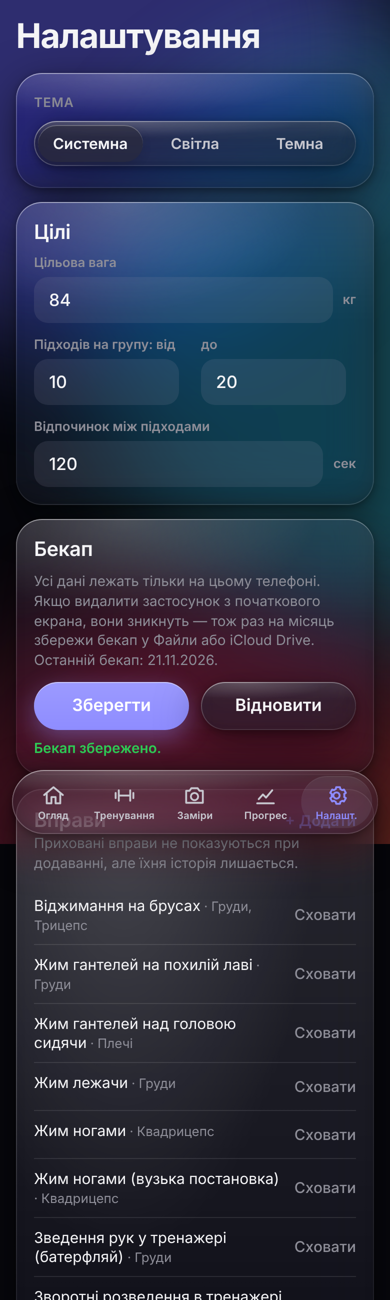 Налаштування
ТЕМА
Системна
Світла
Темна
Цілі
Цільова вага
84
кг
Підходів на групу: від
до
10
20
Відпочинок між підходами
120
сек
Бекап
Усі дані лежать тільки на цьому телефоні.
Якщо видалити застосунок з початкового
екрана, вони зникнуть — тож раз на місяць
збережи бекап у Файли або iCloud Drive.
Останній бекап: 21.11.2026.
Зберегти
Відновити
Бекап збережено.
Огляд
Тренування
Заміри
Прогрес
Налашт.
Вправи
+ Додати
Приховані вправи не показуються при
додаванні, але їхня історія лишається.
Віджимання на брусах · Груди,
Трицепс
Сховати
Жим гантелей на похилій лаві ·
Груди
Сховати
Жим гантелей над головою
сидячи · Плечі
Сховати
Жим лежачи · Груди
Сховати
Жим ногами · Квадрицепс
Сховати
Жим ногами (вузька постановка)
· Квадрицепс
Сховати
Зведення рук у тренажері
(батерфляй) · Груди
Сховати
Зворотні розведення в тренажері